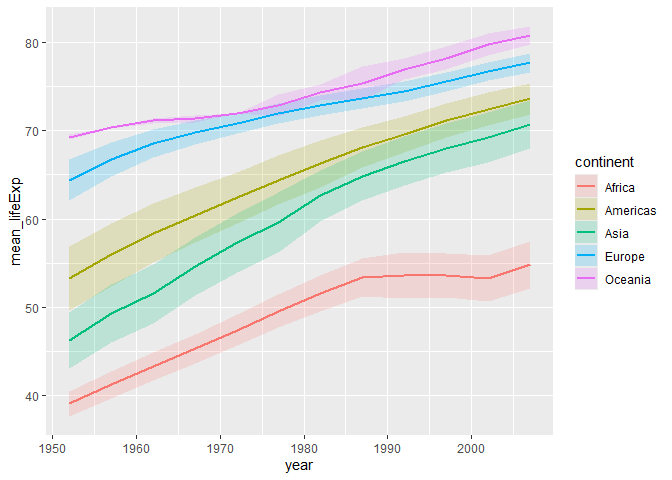 80
70
60
50
40
mean_lifeExp
1950
1960
1970
1980
1990
2000
year
continent
Africa
Americas
Asia
Europe
Oceania